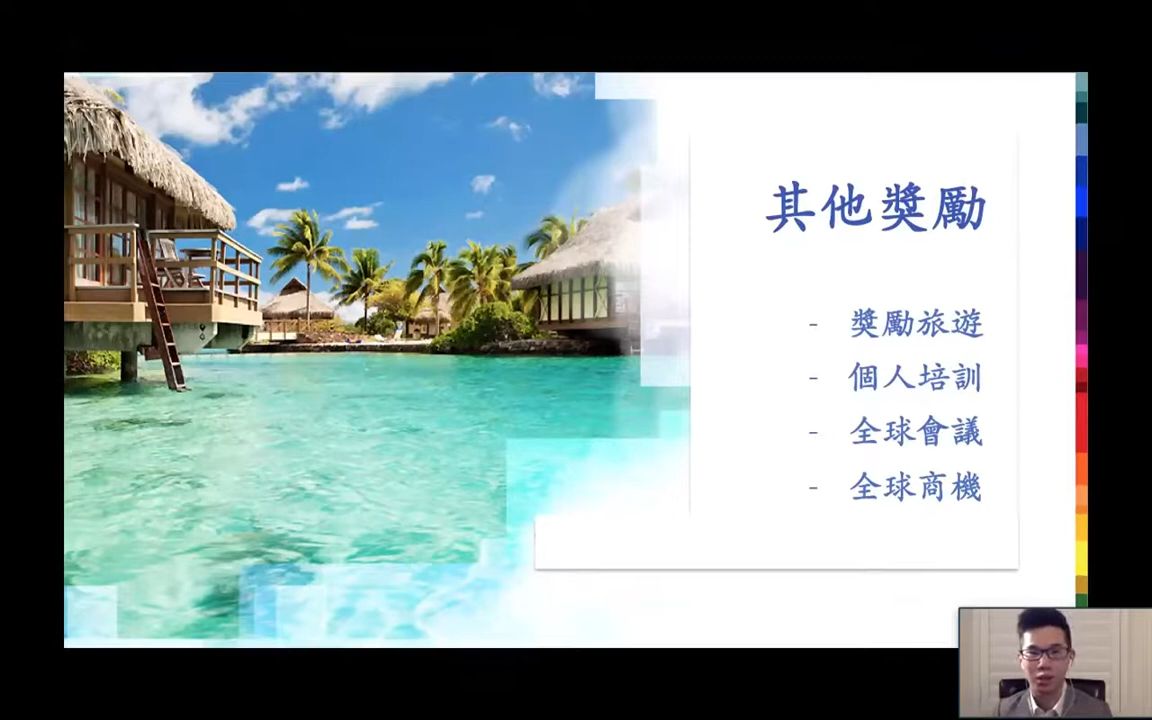 其他獎勵
- 獎勵旅遊
- 個人培訓
- 全球會議
- 全球商機